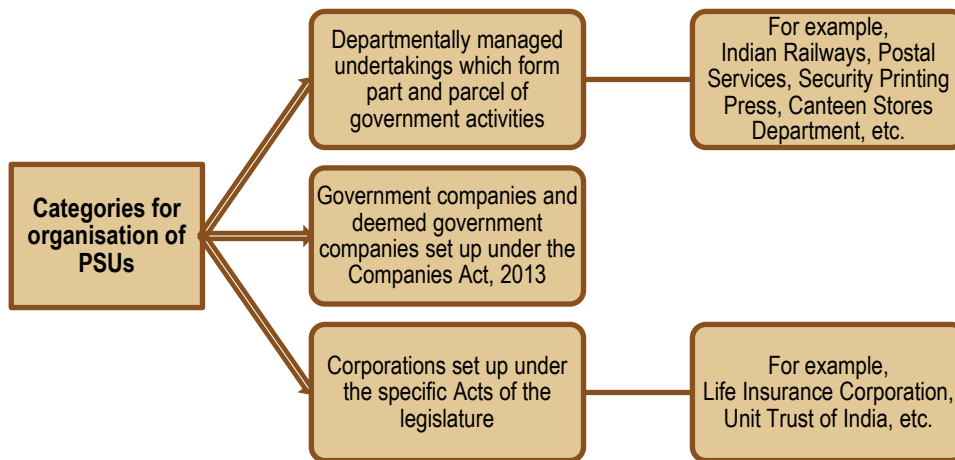 Categories for
organisation of
PSUs
Departmentally managed
undertakings which form
part and parcel of
government activities
For example,
Indian Railways, Postal
Services, Security Printing
Press, Canteen Stores
Department, etc.
Government companies and
deemed government
companies set up under the
Companies Act, 2013
Corporations set up under
the specific Acts of the
legislature
For example,
Life Insurance Corporation,
Unit Trust of India, etc.